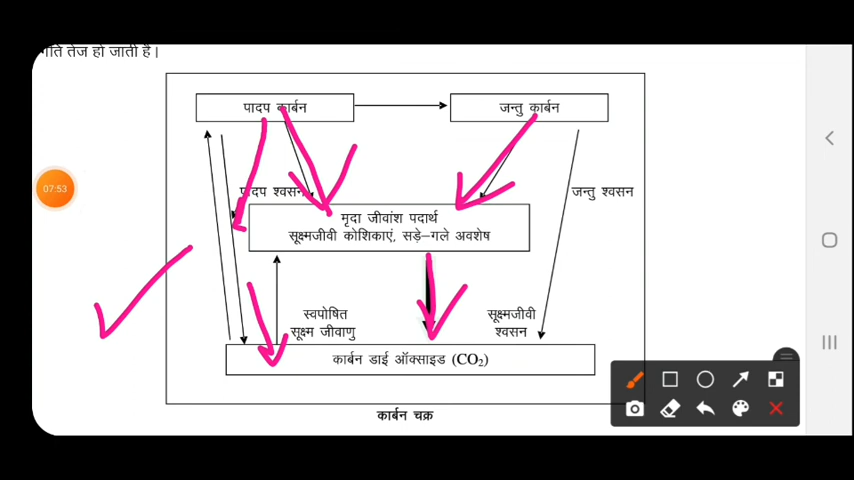 गति तेज हो जाती है।
पादप कार्बन
जन्तु कार्बन
07:53
पादप श्वसन
जन्तु श्वसन
मृदा जीवांश पदार्थ
सूक्ष्मजीवी कोशिकाएं, सड़े–गले अवशेष
स्वपोषित
सूक्ष्म जीवाणु
सूक्ष्मजीवी
श्वसन
कार्बन डाई ऑक्साइड (CO₂)
कार्बन चक्र